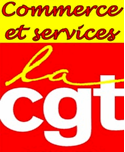 Commerce
et services
la
cgt